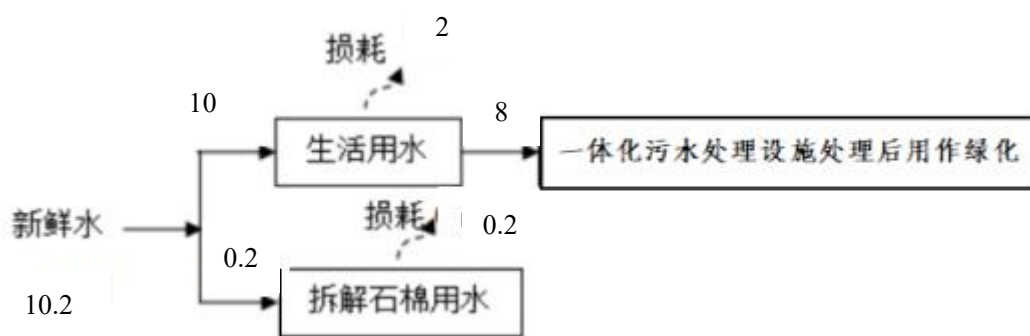 损耗 2
10
8
生活用水
一体化污水处理设施处理后用作绿化
新鲜水
损耗
0.2
0.2
10.2
拆解石棉用水